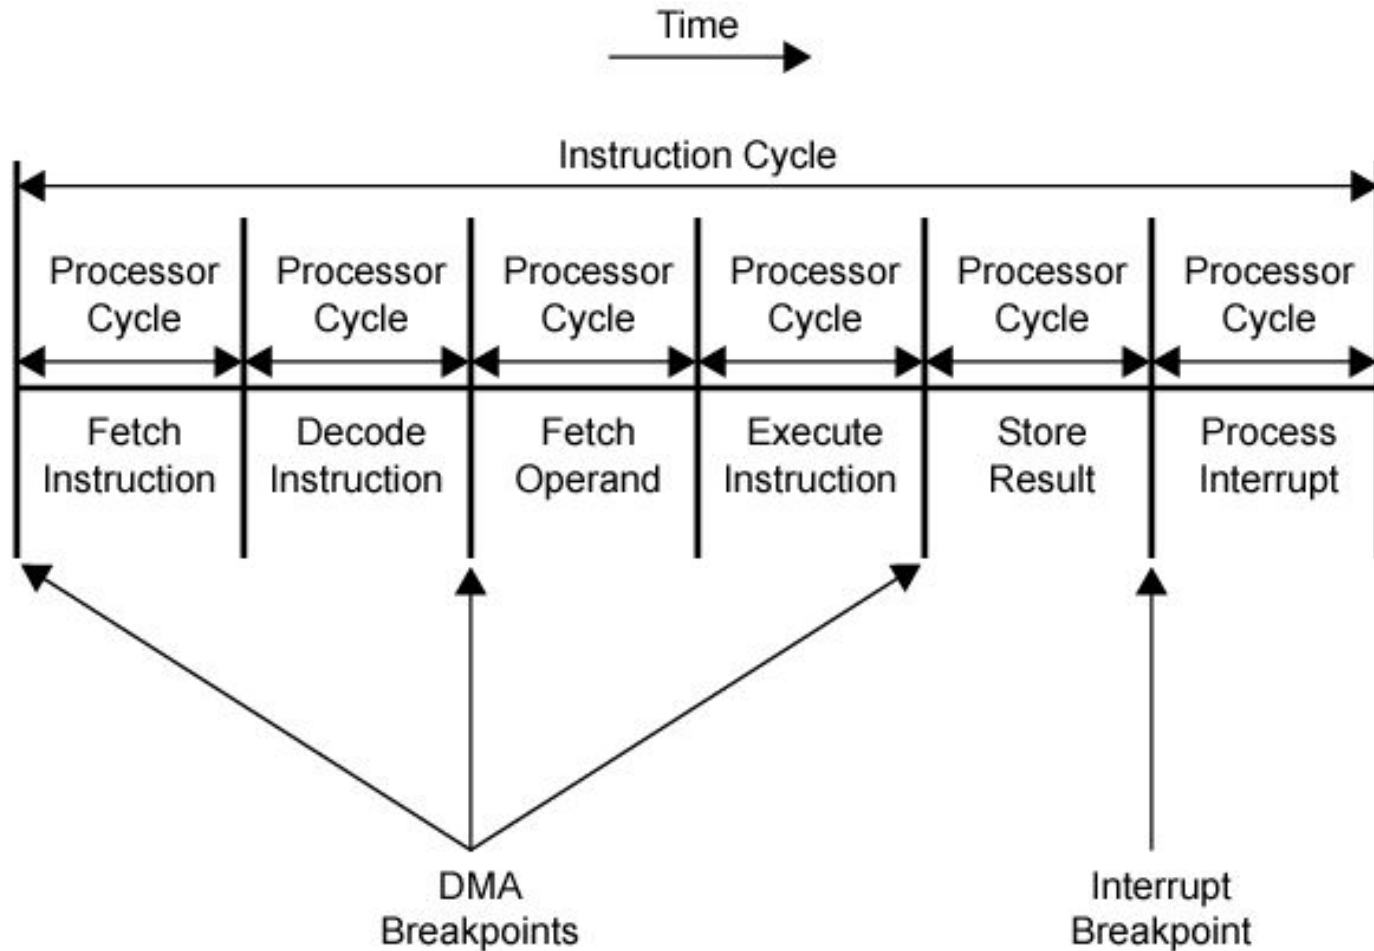 Time
Instruction Cycle
Processor Processor Processor Processor Processor Processor
Cycle Cycle Cycle Cycle Cycle Cycle
Fetch Decode Fetch Execute Store Process
Instruction Instruction Operand Instruction Result Interrupt
DMA Interrupt
Breakpoints Breakpoint